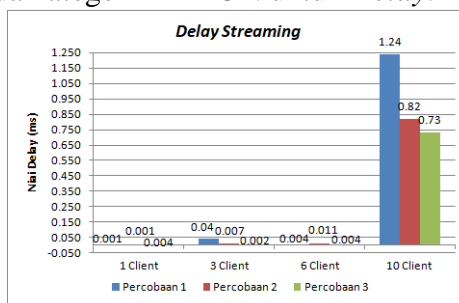 Delay Streaming
Niai Delay (ms)
1.250
1.150
1.050
0.950
0.850
0.750
0.650
0.550
0.450
0.350
0.250
0.150
0.050
-0.050
1.24
0.82
0.73
0.001
0.001
0.004
0.04
0.007
0.002
0.004
0.011
0.004
1 Client
3 Client
6 Client
10 Client
Percobaan 1
Percobaan 2
Percobaan 3